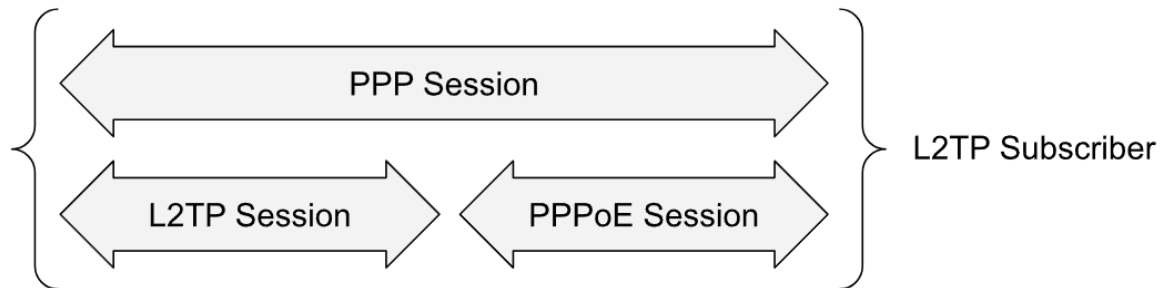 PPP Session
L2TP Subscriber
L2TP Session
PPPoE Session